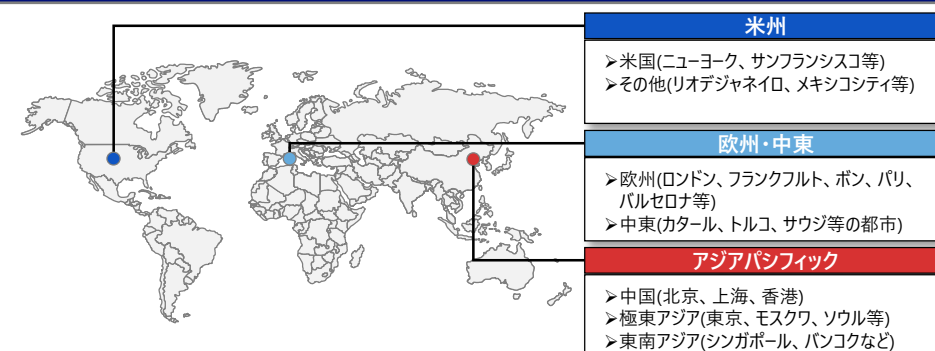 米州
➢米国(ニューヨーク、サンフランシスコ等)
➢その他(リオデジャネイロ、メキシコシティ等)
欧州・中東
➢欧州(ロンドン、フランクフルト、ボン、パリ、
バルセロナ等)
➢中東(カタール、トルコ、サウジ等の都市)
アジアパシフィック
➢中国(北京、上海、香港)
➢極東アジア(東京、モスクワ、ソウル等)
➢東南アジア(シンガポール、バンコクなど)